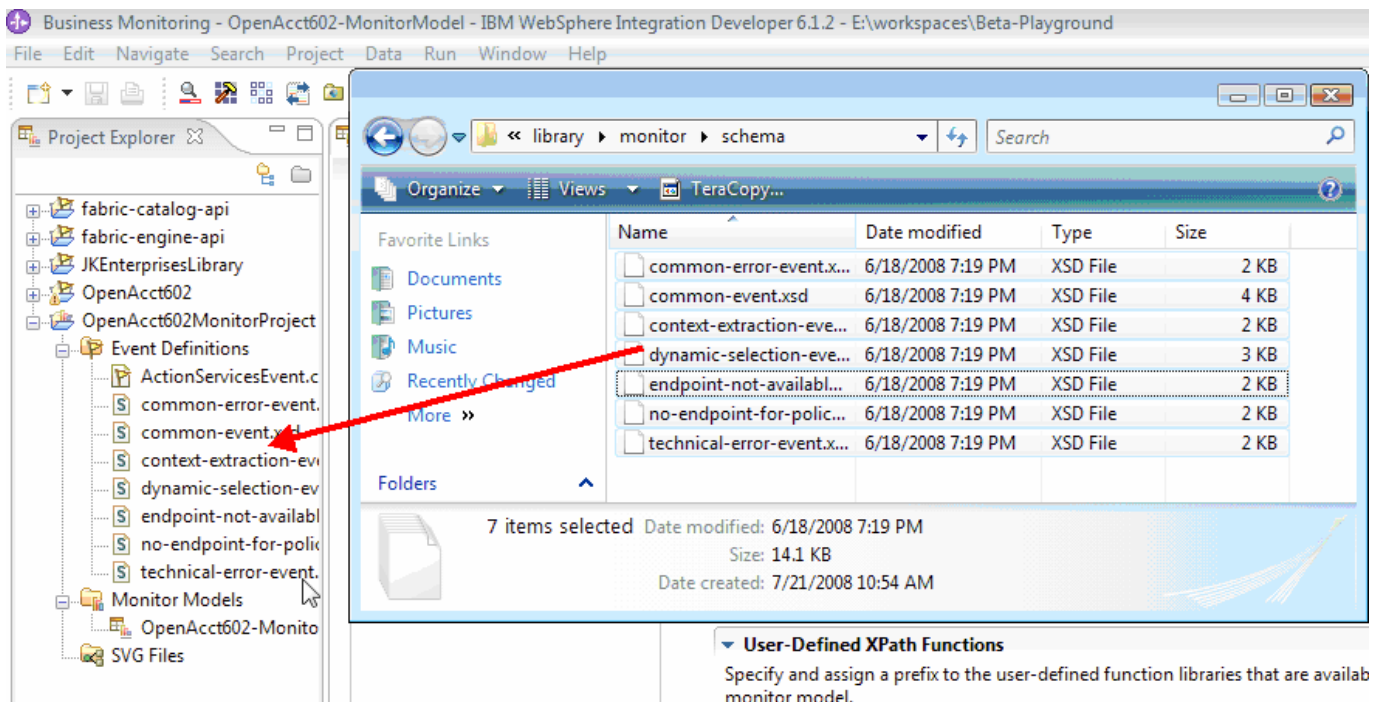 Business Monitoring - OpenAcct602-MonitorModel - IBM WebSphere Integration Developer 6.1.2 - E:\workspaces\Beta-Playground
File Edit Navigate Search Project Data Run Window Help
Project Explorer
fabric-catalog-api
fabric-engine-api
JKEnterprisesLibrary
OpenAcct602
OpenAcct602MonitorProject
Event Definitions
ActionServicesEvent.c
common-error-event.
common-event.xsd
context-extraction-eve
dynamic-selection-ev
endpoint-not-availabl
no-endpoint-for-polic
technical-error-event.
Monitor Models
OpenAcct602-Monito
SVG Files
« library monitor schema
Search
Organize Views TeraCopy...
Favorite Links
Documents
Pictures
Music
Recently Changed
More »
Folders
Name Date modified Type Size
common-error-event.x... 6/18/2008 7:19 PM XSD File 2 KB
common-event.xsd 6/18/2008 7:19 PM XSD File 4 KB
context-extraction-eve... 6/18/2008 7:19 PM XSD File 2 KB
dynamic-selection-eve... 6/18/2008 7:19 PM XSD File 3 KB
endpoint-not-availabl... 6/18/2008 7:19 PM XSD File 2 KB
no-endpoint-for-polic... 6/18/2008 7:19 PM XSD File 2 KB
technical-error-event.x... 6/18/2008 7:19 PM XSD File 2 KB
7 items selected Date modified: 6/18/2008 7:19 PM
Size: 14.1 KB
Date created: 7/21/2008 10:54 AM
User-Defined XPath Functions
Specify and assign a prefix to the user-defined function libraries that are availab
monitor model.